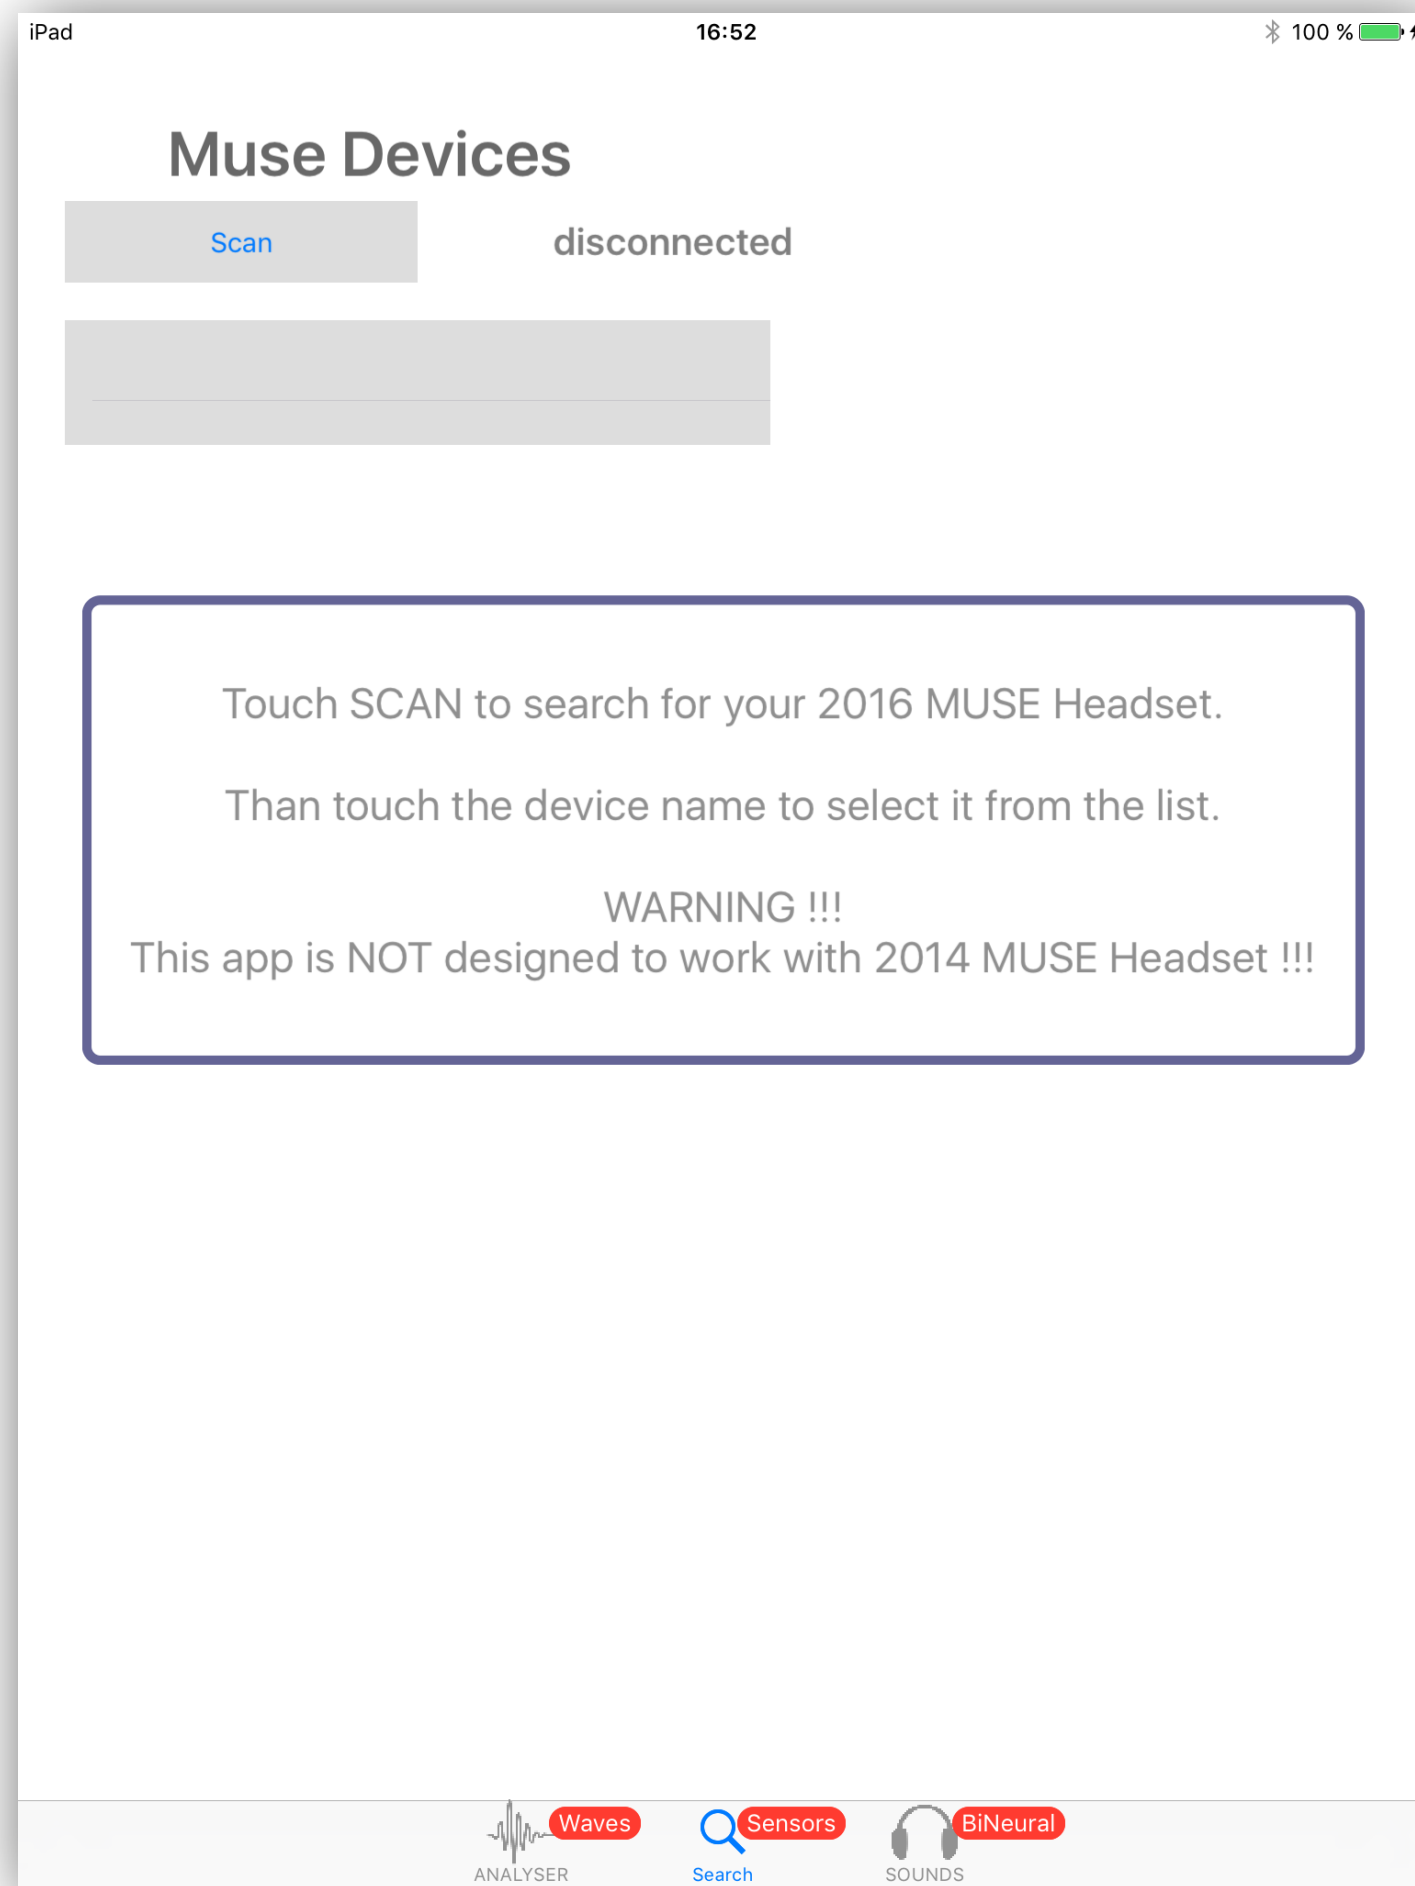 iPad 16:52 100 %
Muse Devices
Scan disconnected
Touch SCAN to search for your 2016 MUSE Headset.
Than touch the device name to select it from the list.
WARNING !!!
This app is NOT designed to work with 2014 MUSE Headset !!!
Waves Sensors BiNeural
ANALYSER Search SOUNDS